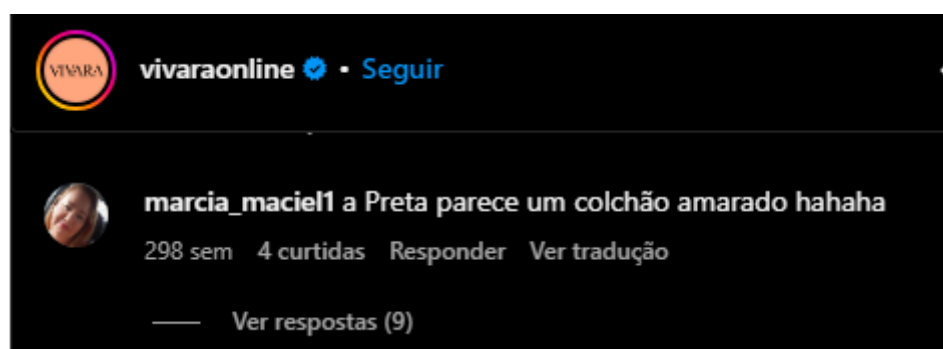 VIVARA
vivaraonline • Seguir
marcia_maciel1 a Preta parece um colchão amarado hahaha
298 sem 4 curtidas Responder Ver tradução
Ver respostas (9)